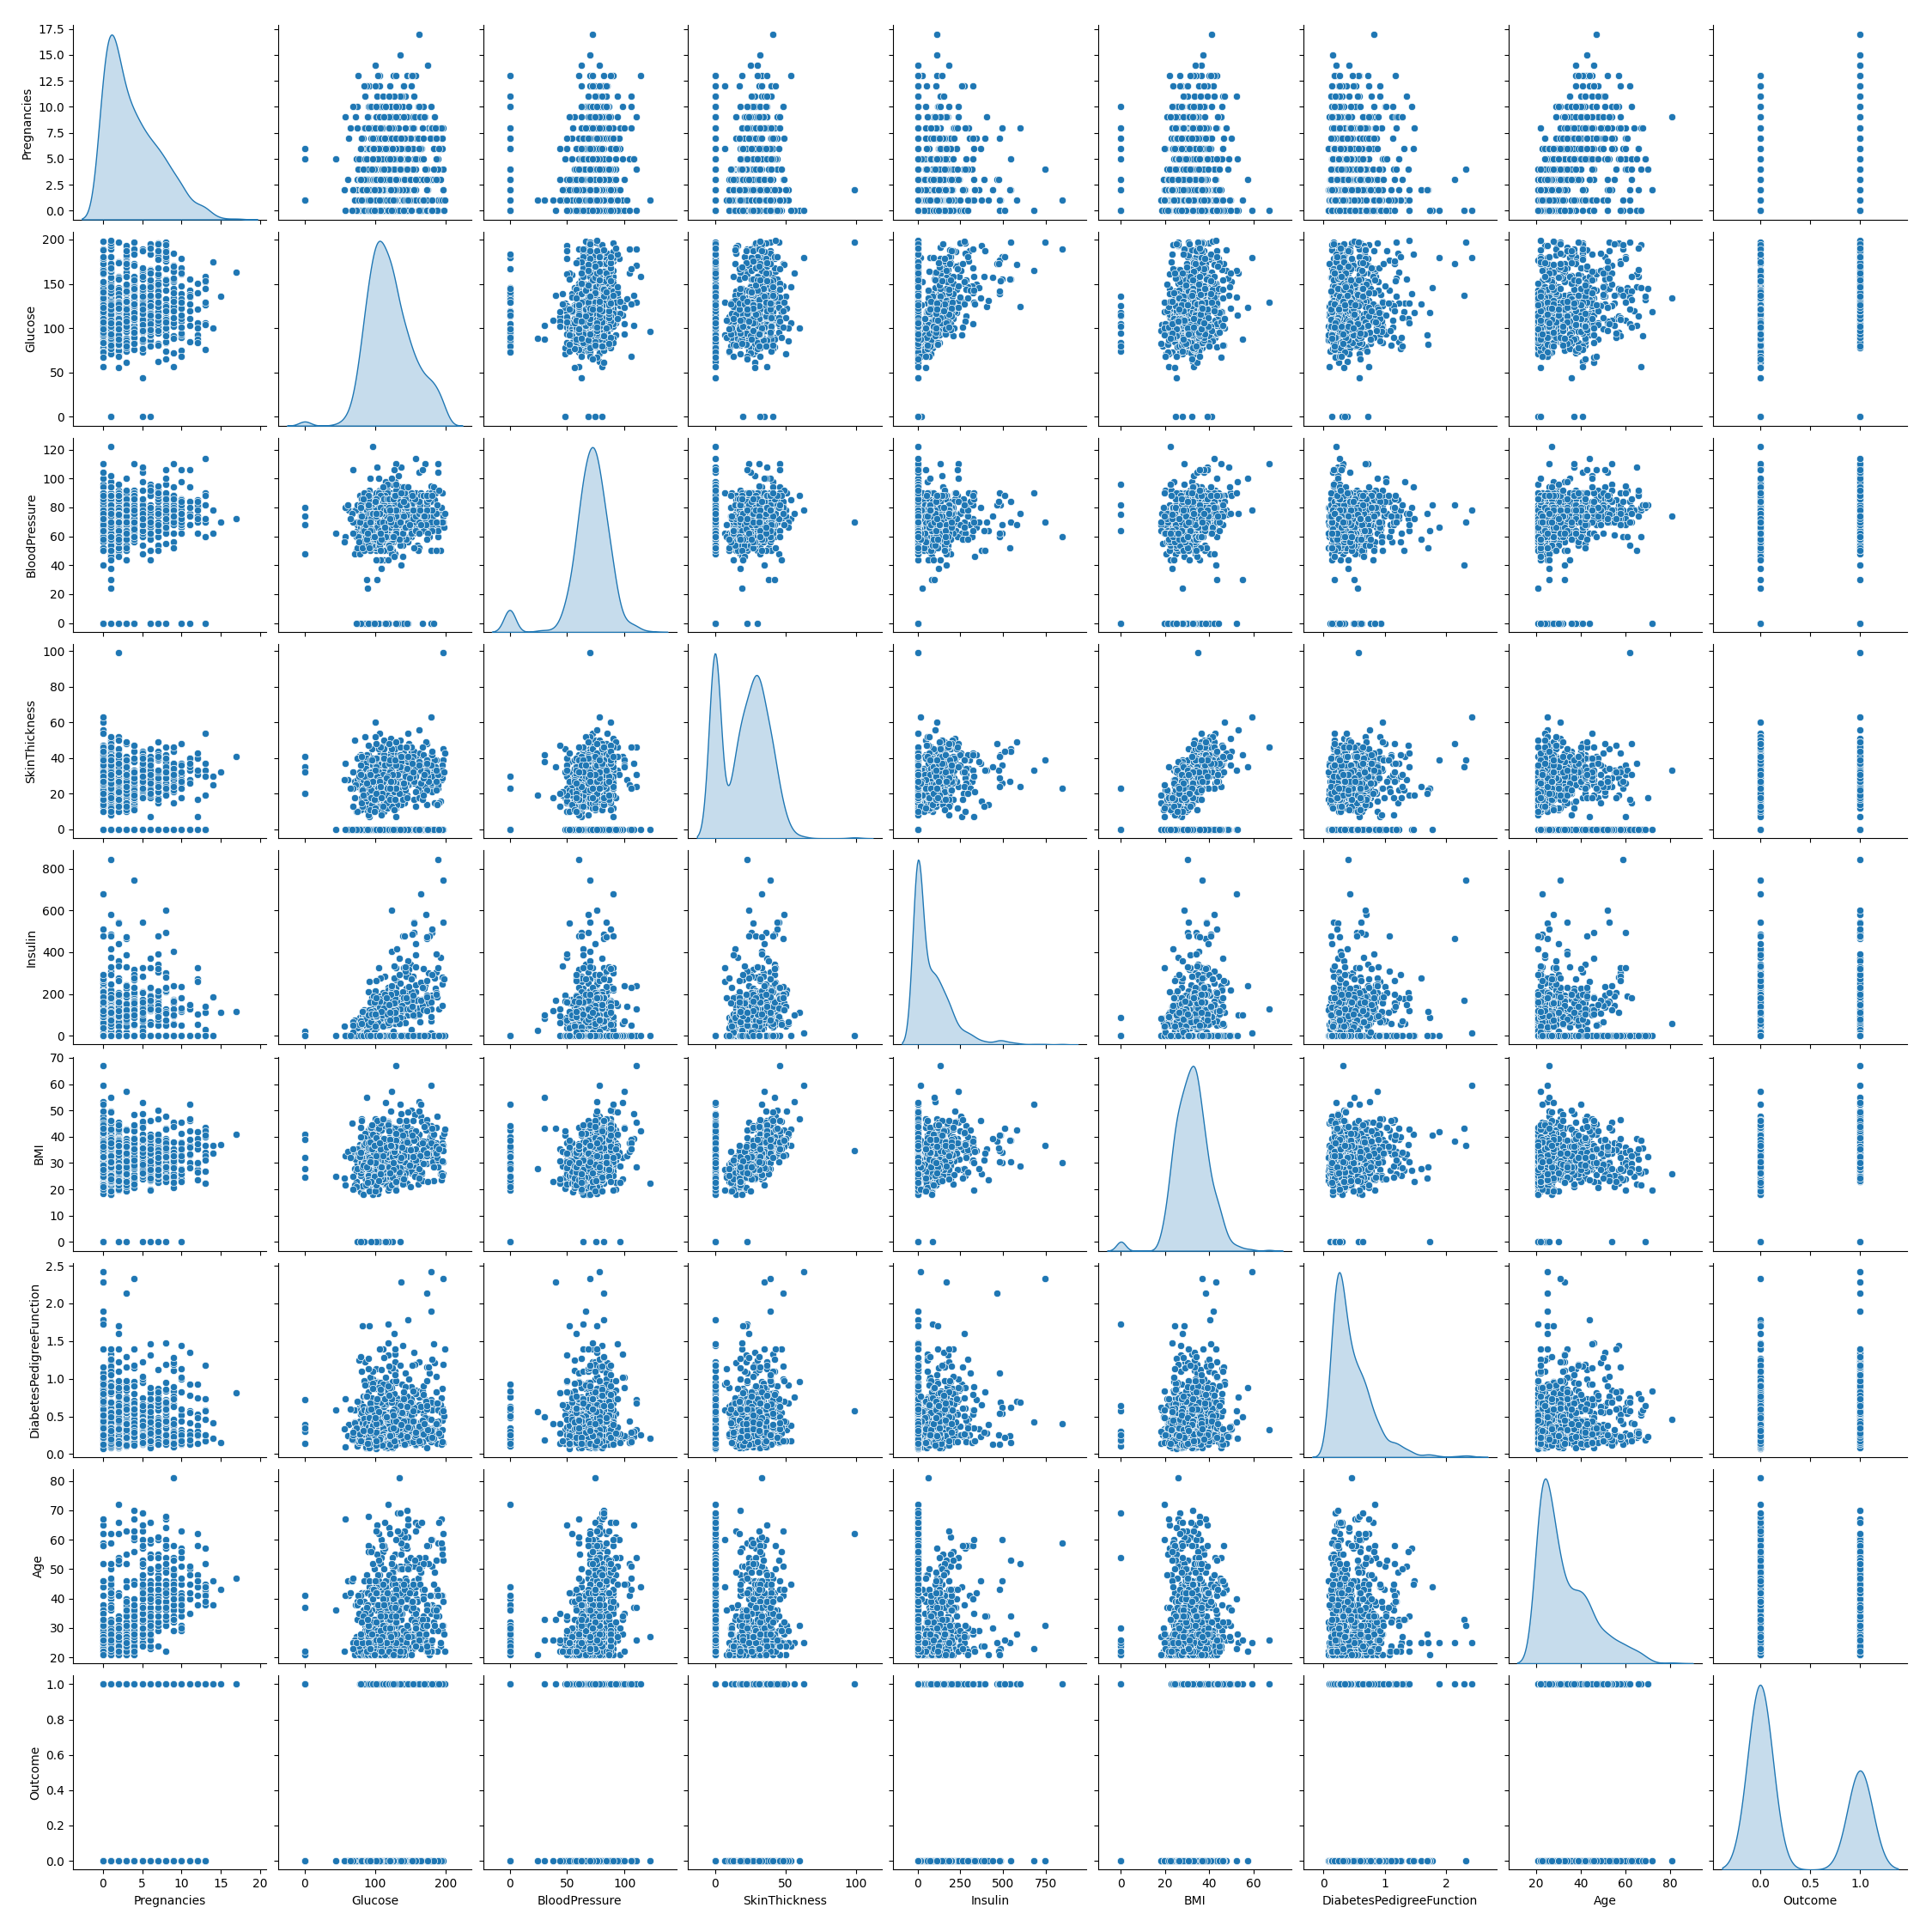 17.5
15.0
12.5
10.0
7.5
5.0
2.5
0.0
Pregnancies
200
150
100
50
0
Glucose
120
100
80
60
40
20
0
BloodPressure
100
80
60
40
20
0
SkinThickness
800
600
400
200
0
Insulin
70
60
50
40
30
20
10
0
BMI
2.5
2.0
1.5
1.0
0.5
0.0
DiabetesPedigreeFunction
80
70
60
50
40
30
20
Age
1.0
0.8
0.6
0.4
0.2
0.0
Outcome
0 5 10 15 20
Pregnancies
0 100 200
Glucose
0 50 100
BloodPressure
0 50 100
SkinThickness
0 250 500 750
Insulin
0 20 40 60
BMI
0 1 2
DiabetesPedigreeFunction
20 40 60 80
Age
0.0 0.5 1.0
Outcome